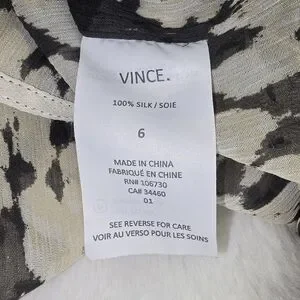 VINCE.
100% SILK / SOIE
6
MADE IN CHINA
FABRIQUÉ EN CHINE
RN# 106730
CA# 34460
01
SEE REVERSE FOR CARE
VOIR AU VERSO POUR LES SOINS